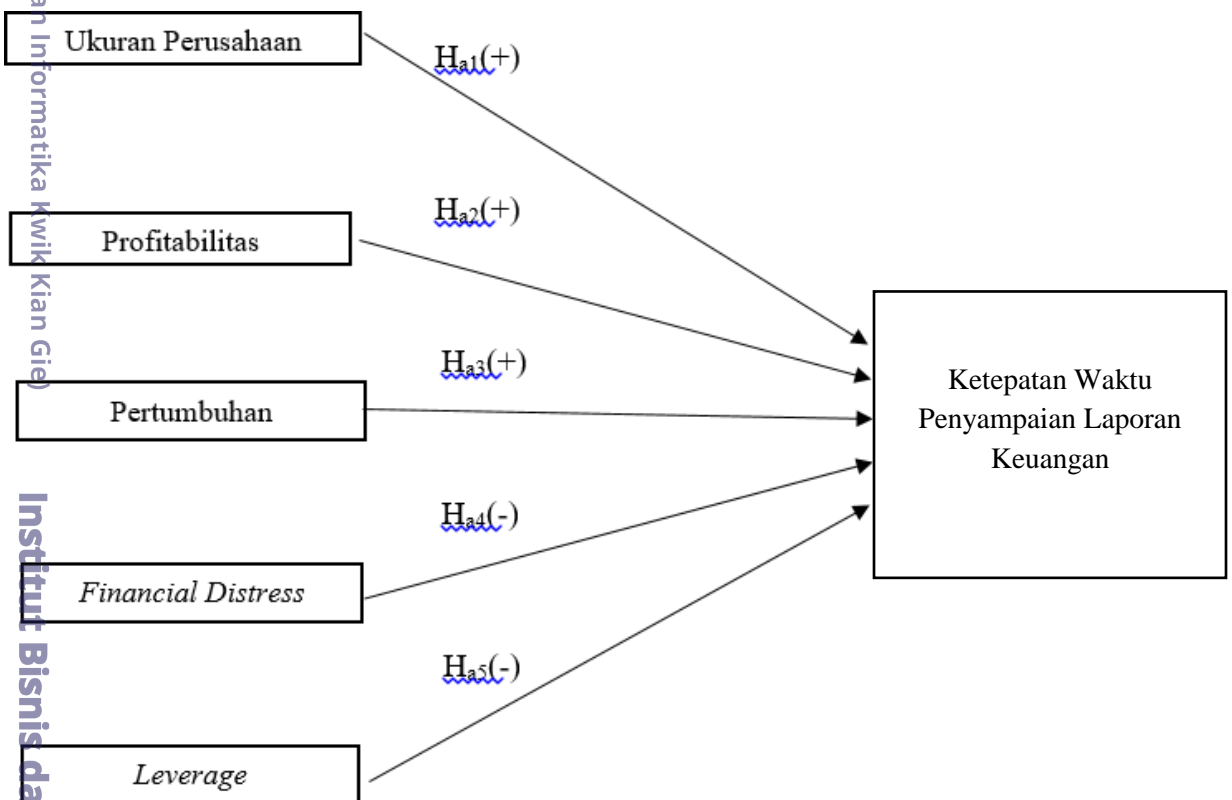 Ukuran Perusahaan
Ha1(+)
Profitabilitas
Ha2(+)
Pertumbuhan
Ha3(+)
Financial Distress
Ha4(-)
Leverage
Ha5(-)
Ketepatan Waktu
Penyampaian Laporan
Keuangan
an Informatika Kwik Kian Gie)
Institut Bisnis da